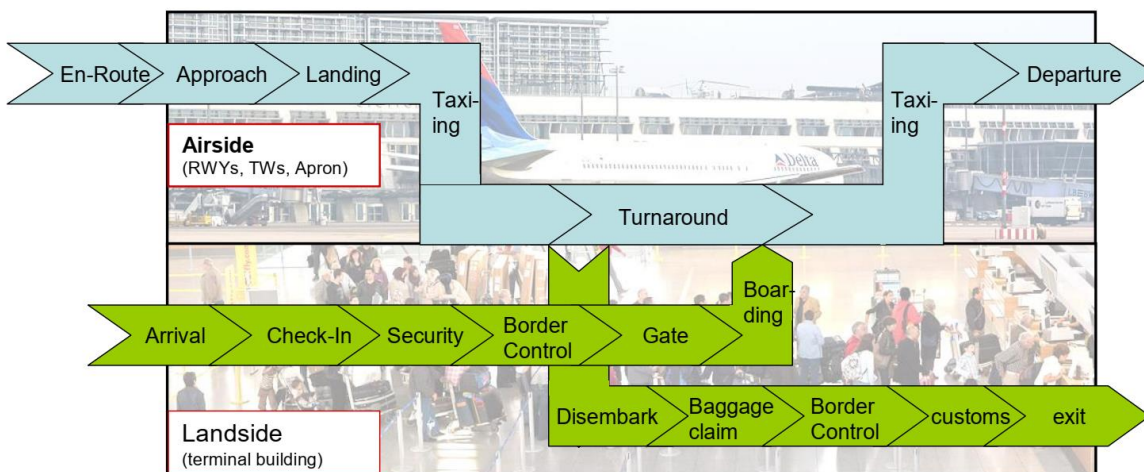 En-Route
Approach
Landing
Taxi-
ing
Taxi-
ing
Departure
Airside
(RWYs, TWs, Apron)
Delta
Turnaround
Boar-
ding
Arrival
Check-In
Security
Border
Control
Gate
Disembark
Baggage
claim
Border
Control
customs
exit
Landside
(terminal building)